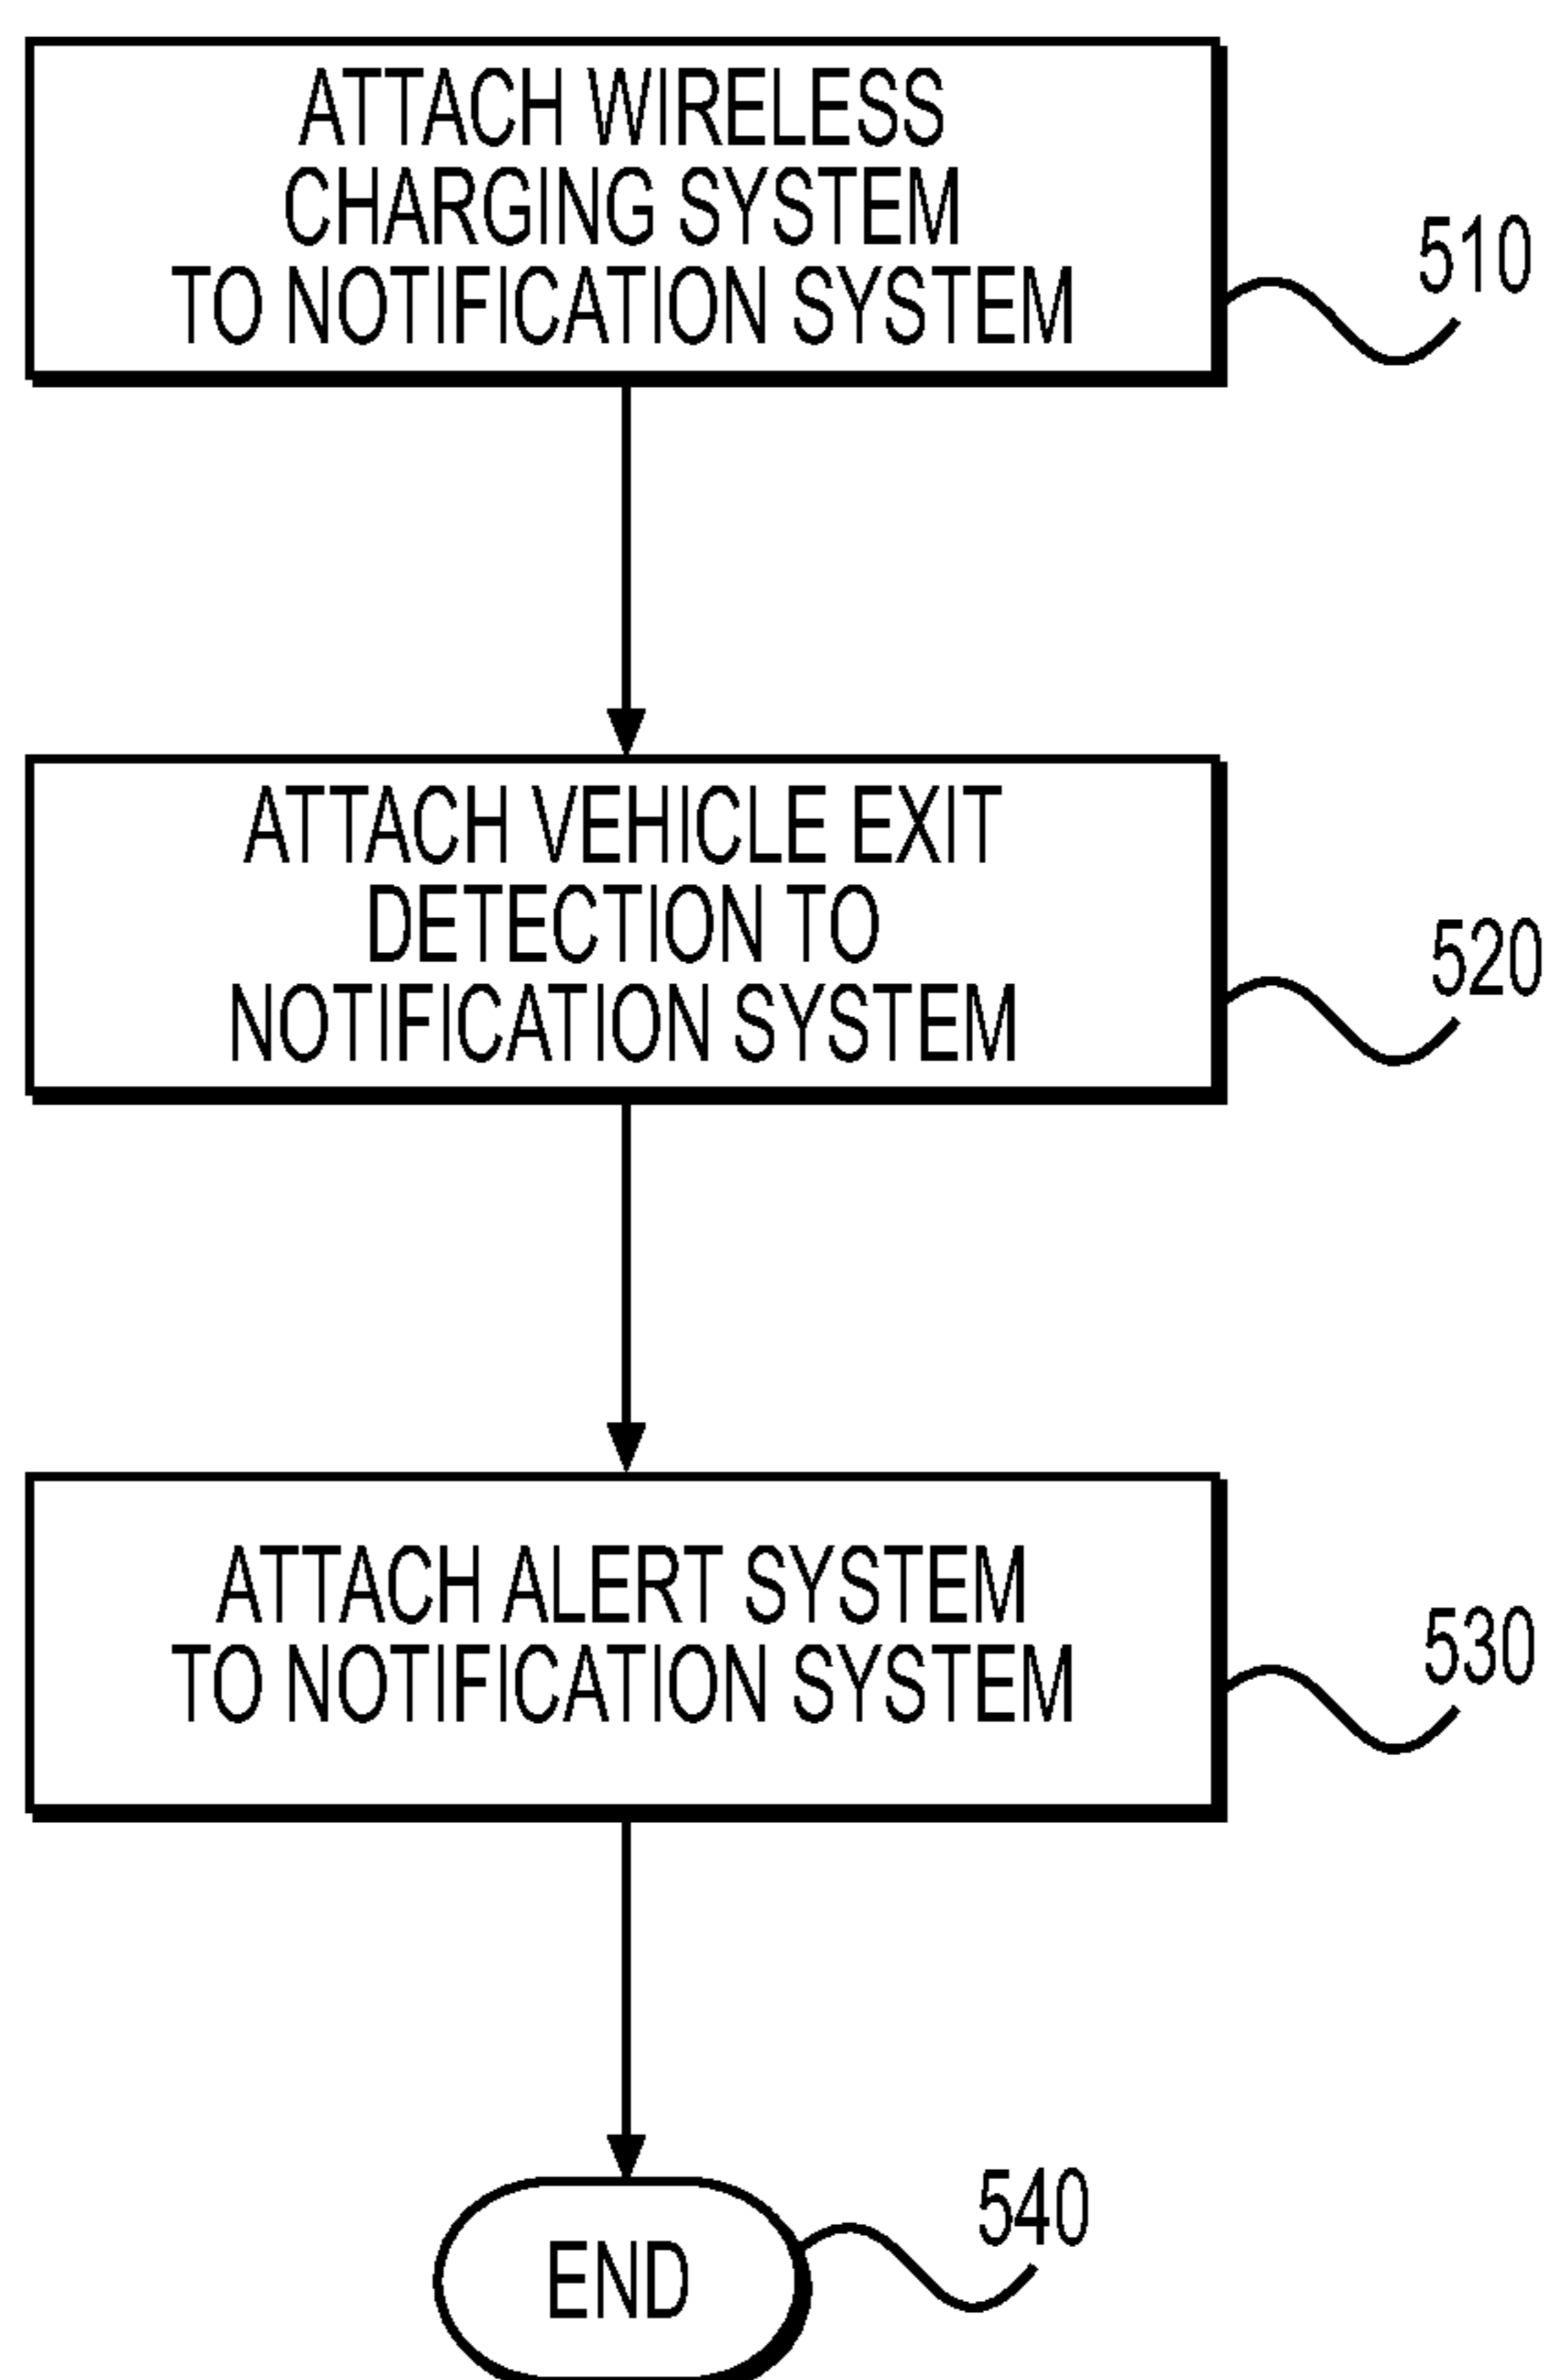 ATTACH WIRELESS
CHARGING SYSTEM
TO NOTIFICATION SYSTEM
510
ATTACH VEHICLE EXIT
DETECTION TO
NOTIFICATION SYSTEM
520
ATTACH ALERT SYSTEM
TO NOTIFICATION SYSTEM
530
END
540